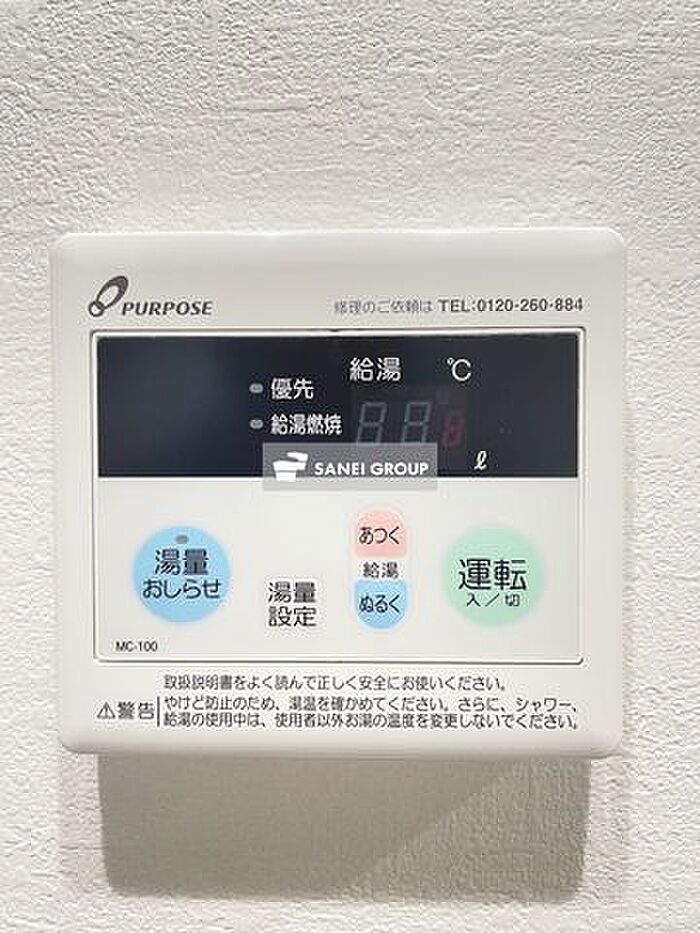 PURPOSE
修理のご依頼は TEL:0120-260-884
給湯 ℃
優先
給湯燃焼
ℓ
SANEI GROUP
湯量
おしらせ
湯量
設定
あつく
給湯
ぬるく
運転
入/切
MC-100
取扱説明書をよく読んで正しく安全にお使いください。
⚠警告 やけど防止のため、湯温を確かめてください。さらに、シャワー、
給湯の使用中は、使用者以外お湯の温度を変更しないでください。